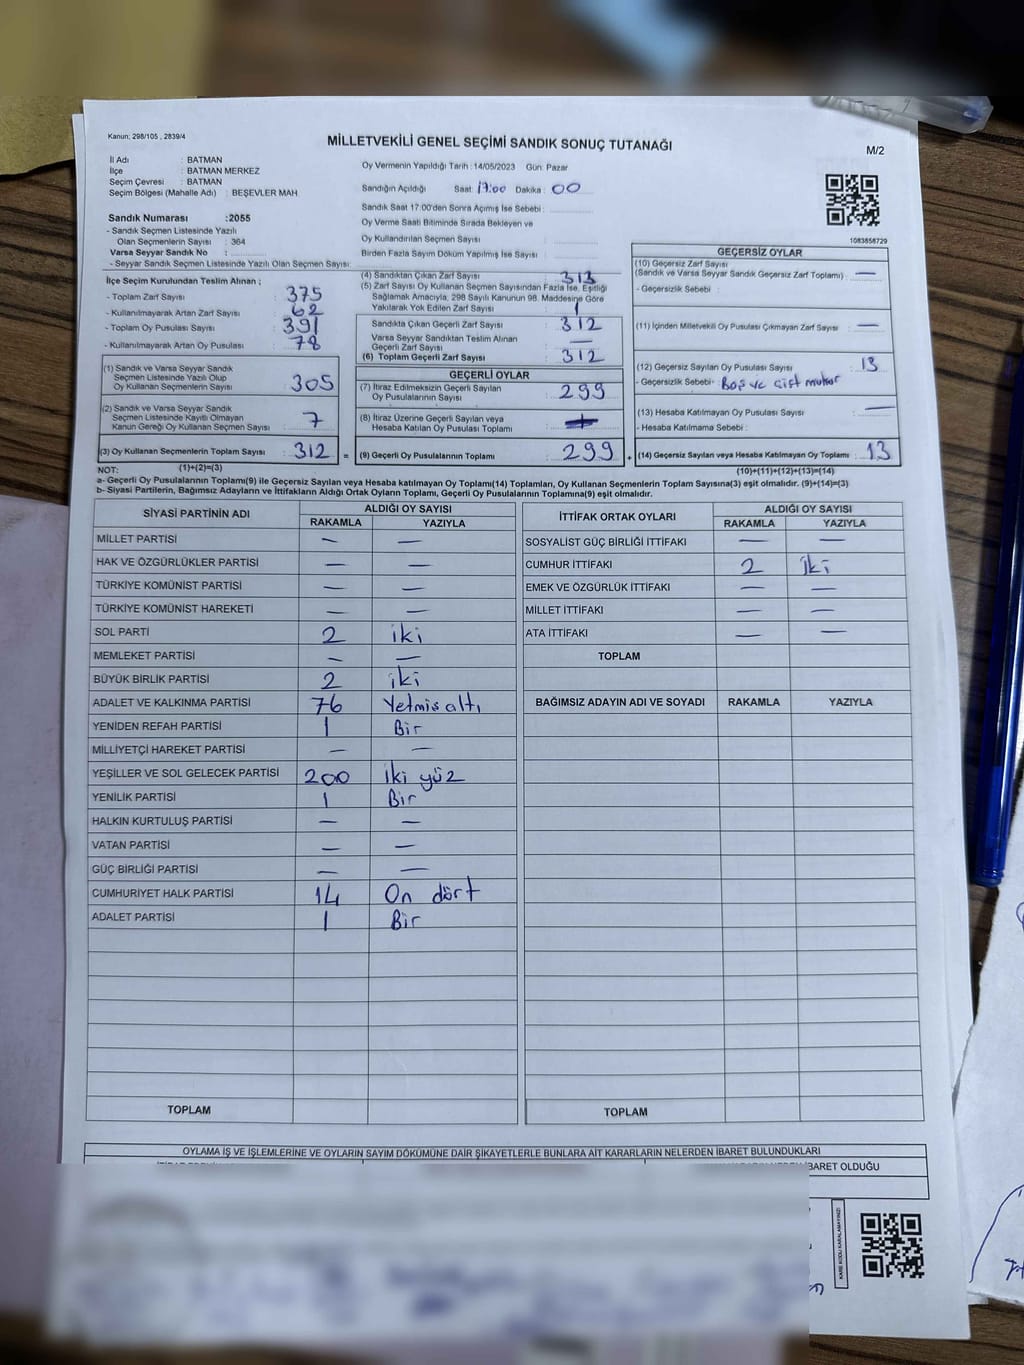 Kanun; 298/105 , 2839/4
MİLLETVEKİLİ GENEL SEÇİMİ SANDIK SONUÇ TUTANAĞI
M/2
İl Adı : BATMAN
İlçe : BATMAN MERKEZ
Seçim Çevresi : BATMAN
Seçim Bölgesi (Mahalle Adı) : BEŞEVLER MAH
Sandık Numarası :2055
- Sandık Seçmen Listesinde Yazılı
Olan Seçmenlerin Sayısı : 364
Varsa Seyyar Sandık No :
- Seyyar Sandık Seçmen Listesinde Yazılı Olan Seçmen Sayısı:
Oy Vermenin Yapıldığı Tarih : 14/05/2023 Gün: Pazar
Sandığın Açıldığı Saat: 17:00 Dakika : 00
Sandık Saat 17:00'den Sonra Açımış İse Sebebi :
Oy Verme Saati Bitiminde Sırada Bekleyen ve
Oy Kullandırılan Seçmen Sayısı :
Birden Fazla Sayım Döküm Yapılmış İse Sayısı :
1083858729
İlçe Seçim Kurulundan Teslim Alınan ;
- Toplam Zarf Sayısı : 375
- Kullanılmayarak Artan Zarf Sayısı : 62
- Toplam Oy Pusulası Sayısı : 391
- Kullanılmayarak Artan Oy Pusulası : 78
(1) Sandık ve Varsa Seyyar Sandık
Seçmen Listesinde Yazılı Olup
Oy Kullanan Seçmenlerin Sayısı : 305
(2) Sandık ve Varsa Seyyar Sandık
Seçmen Listesinde Kayıtlı Olmayan
Kanun Gereği Oy Kullanan Seçmen Sayısı : 7
(3) Oy Kullanan Seçmenlerin Toplam Sayısı : 312 =
(4) Sandıktan Çıkan Zarf Sayısı : 313
(5) Zarf Sayısı Oy Kullanan Seçmen Sayısından Fazla İse, Eşitliği
Sağlamak Amacıyla, 298 Sayılı Kanunun 98. Maddesine Göre
Yakılarak Yok Edilen Zarf Sayısı : 1
Sandıkta Çıkan Geçerli Zarf Sayısı : 312
Varsa Seyyar Sandıktan Teslim Alınan
Geçerli Zarf Sayısı : —
(6) Toplam Geçerli Zarf Sayısı : 312
GEÇERLİ OYLAR
(7) İtiraz Edilmeksizin Geçerli Sayılan
Oy Pusulalarının Sayısı : 299
(8) İtiraz Üzerine Geçerli Sayılan veya
Hesaba Katılan Oy Pusulası Toplamı :
(9) Geçerli Oy Pusulalarının Toplamı : 299 +
GEÇERSİZ OYLAR
(10) Geçersiz Zarf Sayısı
(Sandık ve Varsa Seyyar Sandık Geçersiz Zarf Toplamı) : —
- Geçersizlik Sebebi :
(11) İçinden Milletvekili Oy Pusulası Çıkmayan Zarf Sayısı : —
(12) Geçersiz Sayılan Oy Pusulası Sayısı : 13
- Geçersizlik Sebebi : Boş ve çift mühür
(13) Hesaba Katılmayan Oy Pusulası Sayısı : —
- Hesaba Katılmama Sebebi :
(14) Geçersiz Sayılan veya Hesaba Katılmayan Oy Toplamı : 13
NOT: (1)+(2)=(3)
(10)+(11)+(12)+(13)=(14)
a- Geçerli Oy Pusulalarının Toplam(9) ile Geçersiz Sayılan veya Hesaba katılmayan Oy Toplamı(14) Toplamları, Oy Kullanan Seçmenlerin Toplam Sayısına(3) eşit olmalıdır. (9)+(14)=(3)
b- Siyasi Partilerin, Bağımsız Adayların ve İttifakların Aldığı Ortak Oyların Toplamı, Geçerli Oy Pusulalarının Toplamına(9) eşit olmalıdır.
SİYASİ PARTİNİN ADI ALDIĞI OY SAYISI
RAKAMLA YAZIYLA
MİLLET PARTİSİ — —
HAK VE ÖZGÜRLÜKLER PARTİSİ — —
TÜRKİYE KOMÜNİST PARTİSİ — —
TÜRKİYE KOMÜNİST HAREKETİ — —
SOL PARTİ 2 iki
MEMLEKET PARTİSİ — —
BÜYÜK BİRLİK PARTİSİ 2 iki
ADALET VE KALKINMA PARTİSİ 76 Yetmiş altı
YENİDEN REFAH PARTİSİ 1 Bir
MİLLİYETÇİ HAREKET PARTİSİ — —
YEŞİLLER VE SOL GELECEK PARTİSİ 200 iki yüz
YENİLİK PARTİSİ 1 Bir
HALKIN KURTULUŞ PARTİSİ — —
VATAN PARTİSİ — —
GÜÇ BİRLİĞİ PARTİSİ — —
CUMHURİYET HALK PARTİSİ 14 On dört
ADALET PARTİSİ 1 Bir
TOPLAM
İTTİFAK ORTAK OYLARI ALDIĞI OY SAYISI
RAKAMLA YAZIYLA
SOSYALİST GÜÇ BİRLİĞİ İTTİFAKI — —
CUMHUR İTTİFAKI 2 iki
EMEK VE ÖZGÜRLÜK İTTİFAKI — —
MİLLET İTTİFAKI — —
ATA İTTİFAKI — —
TOPLAM
BAĞIMSIZ ADAYIN ADI VE SOYADI RAKAMLA YAZIYLA
TOPLAM
OYLAMA İŞ VE İŞLEMLERİNE VE OYLARIN SAYIM DÖKÜMÜNE DAİR ŞİKAYETLERLE BUNLARA AİT KARARLARIN NELERDEN İBARET BULUNDUKLARI
İBARET OLDUĞU
KARE KODU KARALAMAYINIZ!